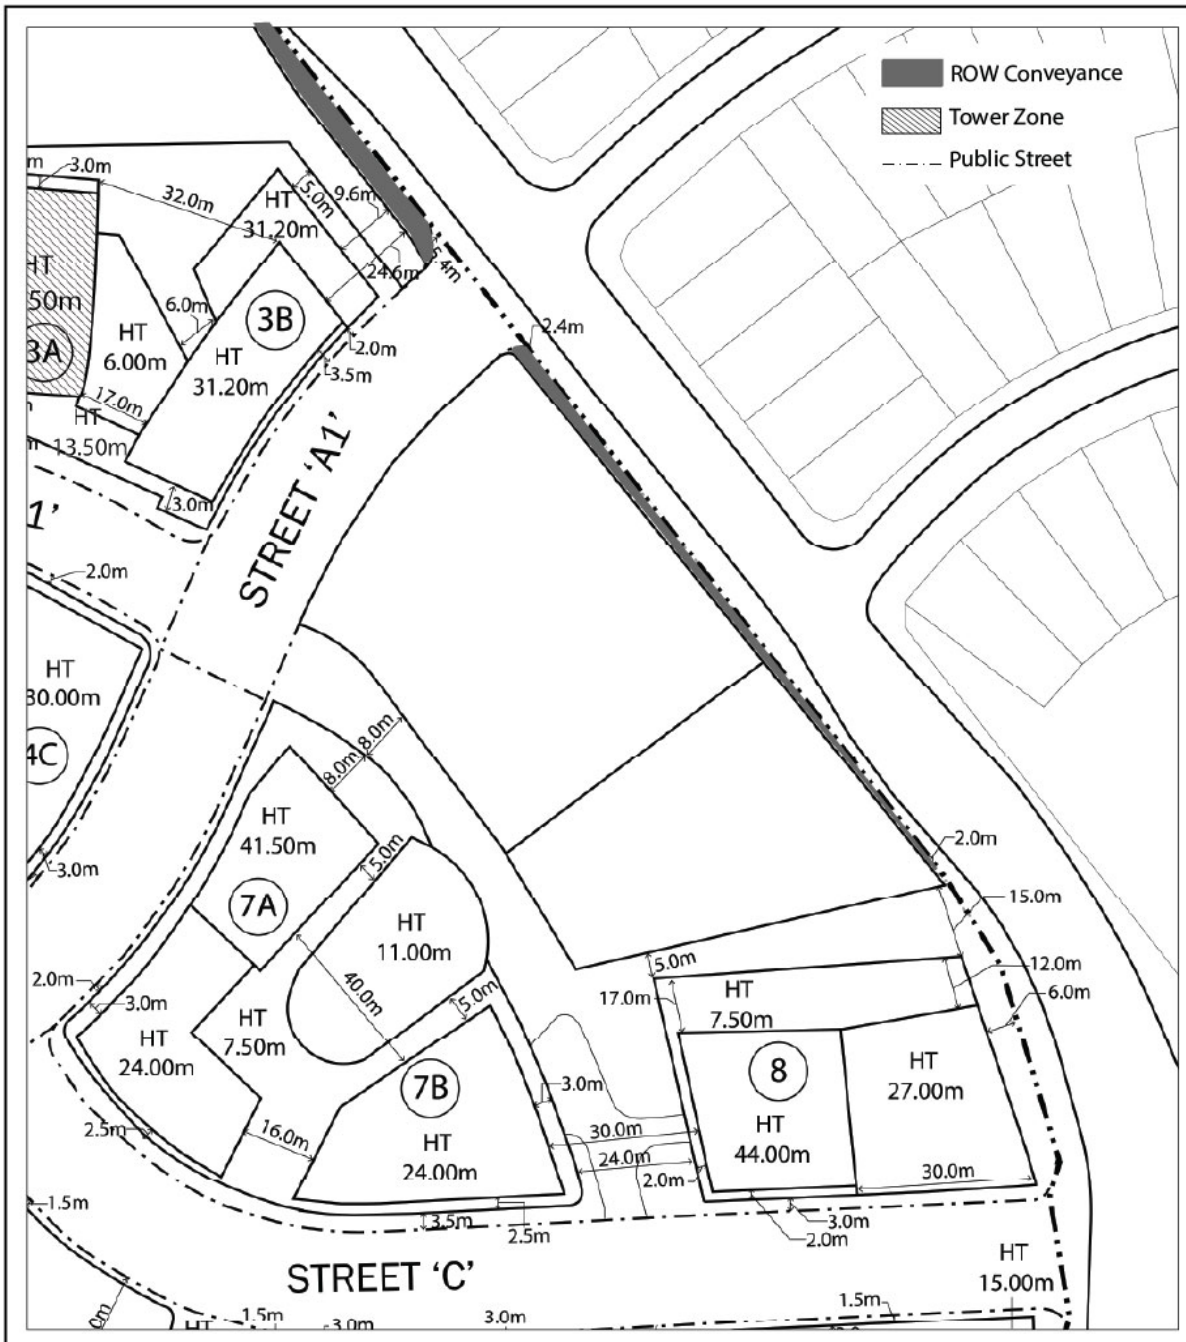 ROW Conveyance
Tower Zone
Public Street
3.0m
32.0m
HT
31.20m
5.0m
9.6m
5.4m
24.6m
HT
50m
3A
6.0m
3B
HT
6.00m
HT
31.20m
2.0m
3.5m
2.4m
17.0m
HT
13.50m
3.0m
STREET 'A1'
1'
2.0m
HT
30.00m
4C
3.0m
8.0m
8.0m
HT
41.50m
5.0m
7A
HT
11.00m
40.0m
5.0m
2.0m
3.0m
HT
7.50m
HT
24.00m
2.5m
16.0m
7B
HT
24.00m
3.0m
30.0m
24.0m
2.0m
2.0m
15.0m
12.0m
6.0m
5.0m
17.0m
HT
7.50m
8
HT
27.00m
HT
44.00m
30.0m
3.0m
2.0m
1.5m
3.5m
2.5m
STREET 'C'
HT
15.00m
1.5m
3.0m
3.0m
1.5m
HT